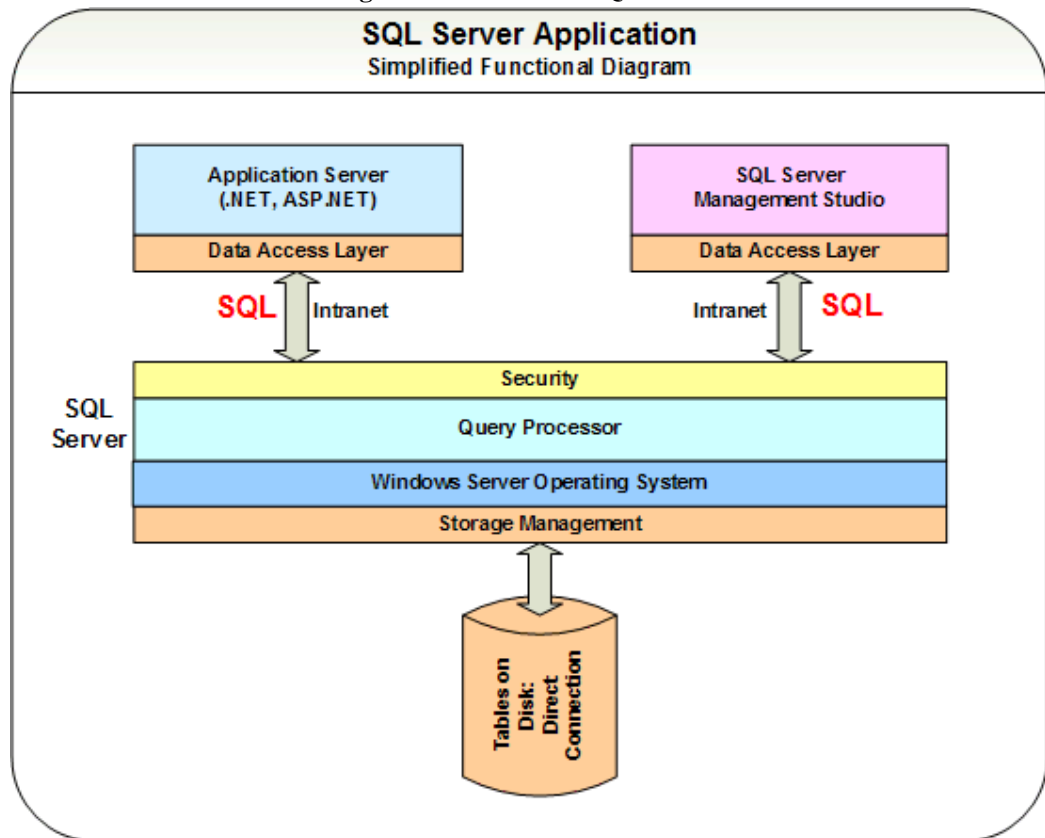 SQL Server Application
Simplified Functional Diagram
Application Server
(.NET, ASP.NET)
Data Access Layer
SQL Server
Management Studio
Data Access Layer
SQL
Intranet
Intranet
SQL
SQL
Server
Security
Query Processor
Windows Server Operating System
Storage Management
Tables on
Disk:
Direct
Connection